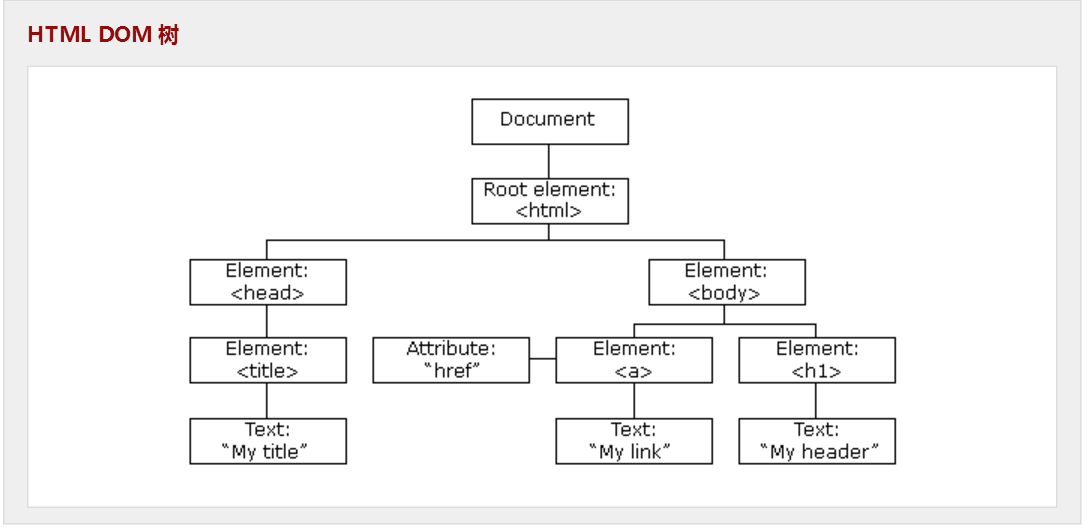 HTML DOM 树
Document
Root element:
<html>
Element:
<head>
Element:
<body>
Element:
<title>
Attribute:
“href”
Element:
<a>
Element:
<h1>
Text:
“My title”
Text:
“My link”
Text:
“My header”